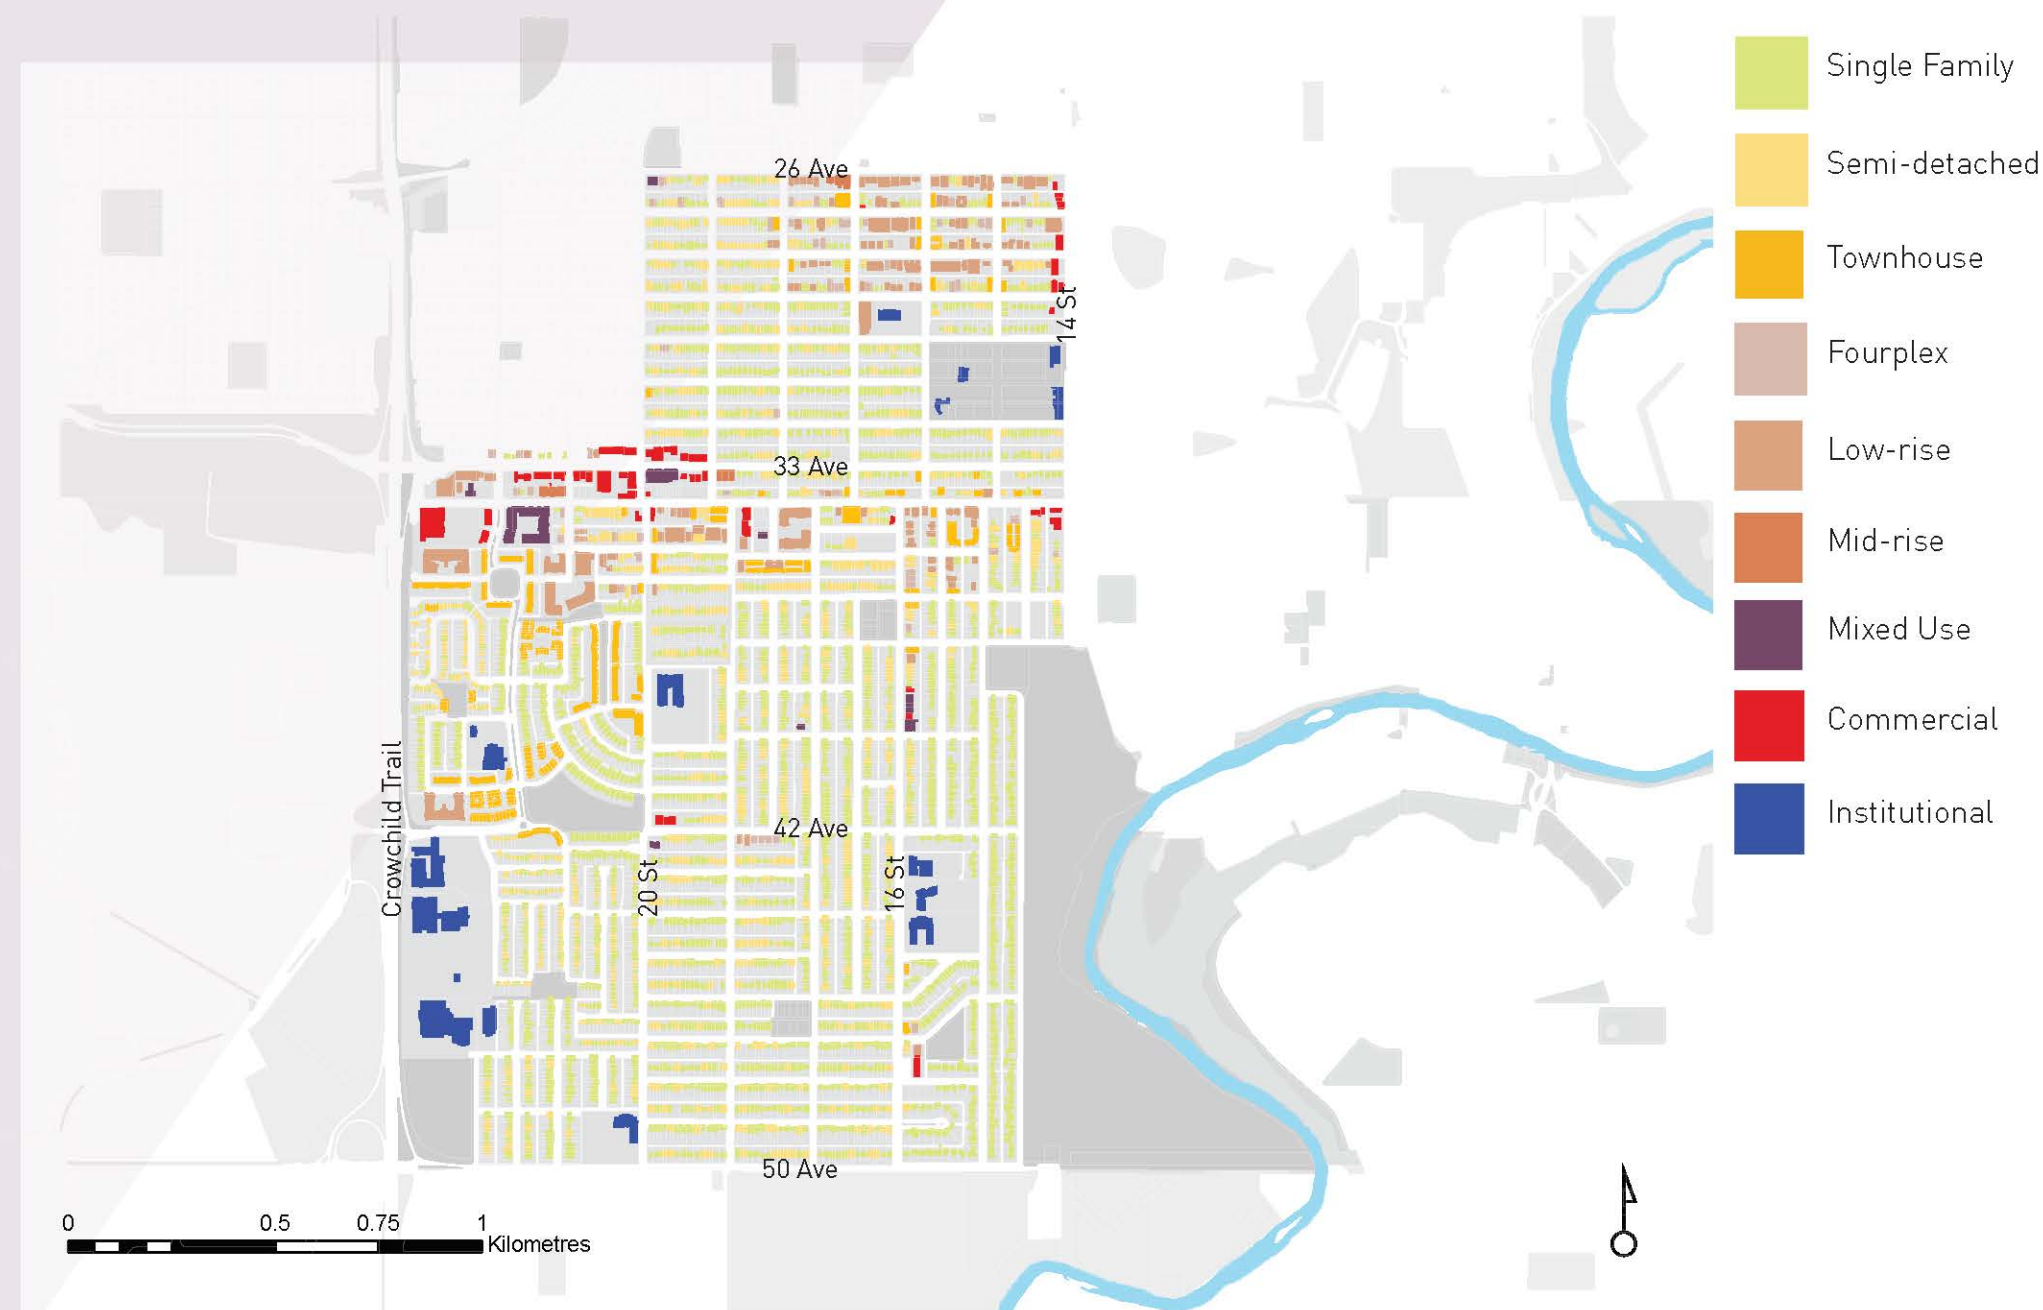 26 Ave
14 St
33 Ave
Crowchild Trail
42 Ave
20 St
16 St
50 Ave
0 0.5 0.75 1
Kilometres
Single Family
Semi-detached
Townhouse
Fourplex
Low-rise
Mid-rise
Mixed Use
Commercial
Institutional